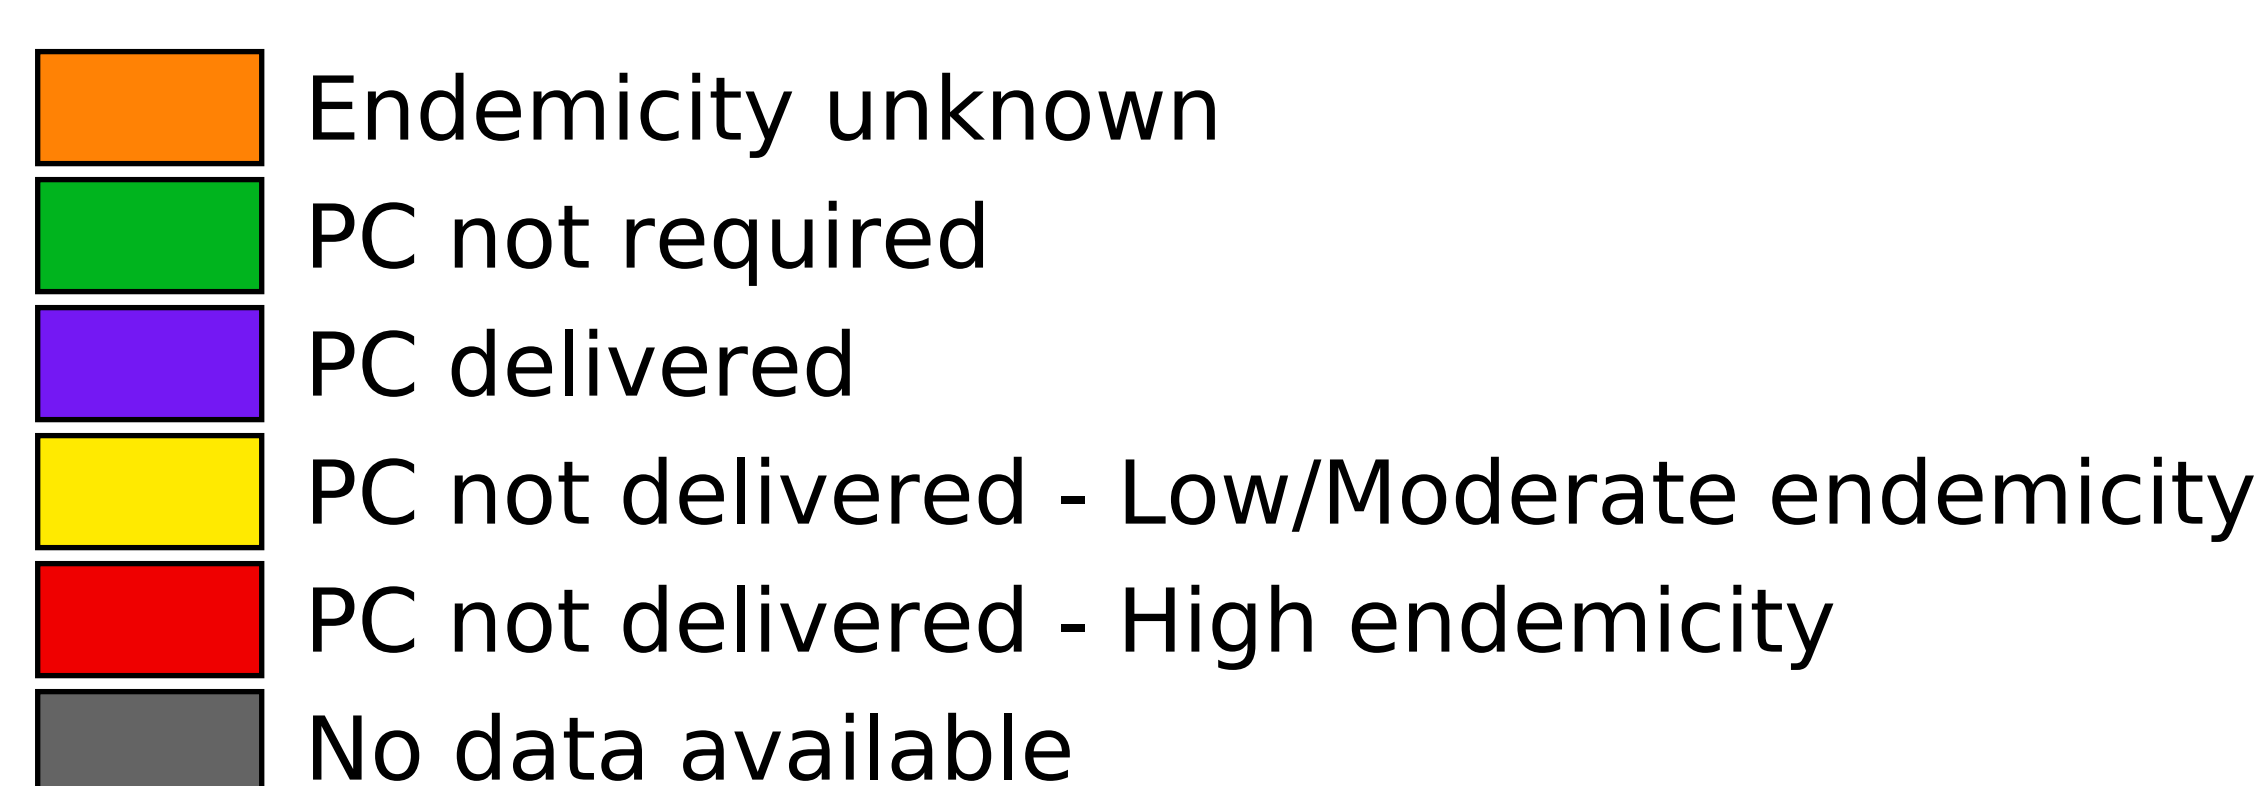 Endemicity unknown
PC not required
PC delivered
PC not delivered - Low/Moderate endemicity
PC not delivered - High endemicity
No data available